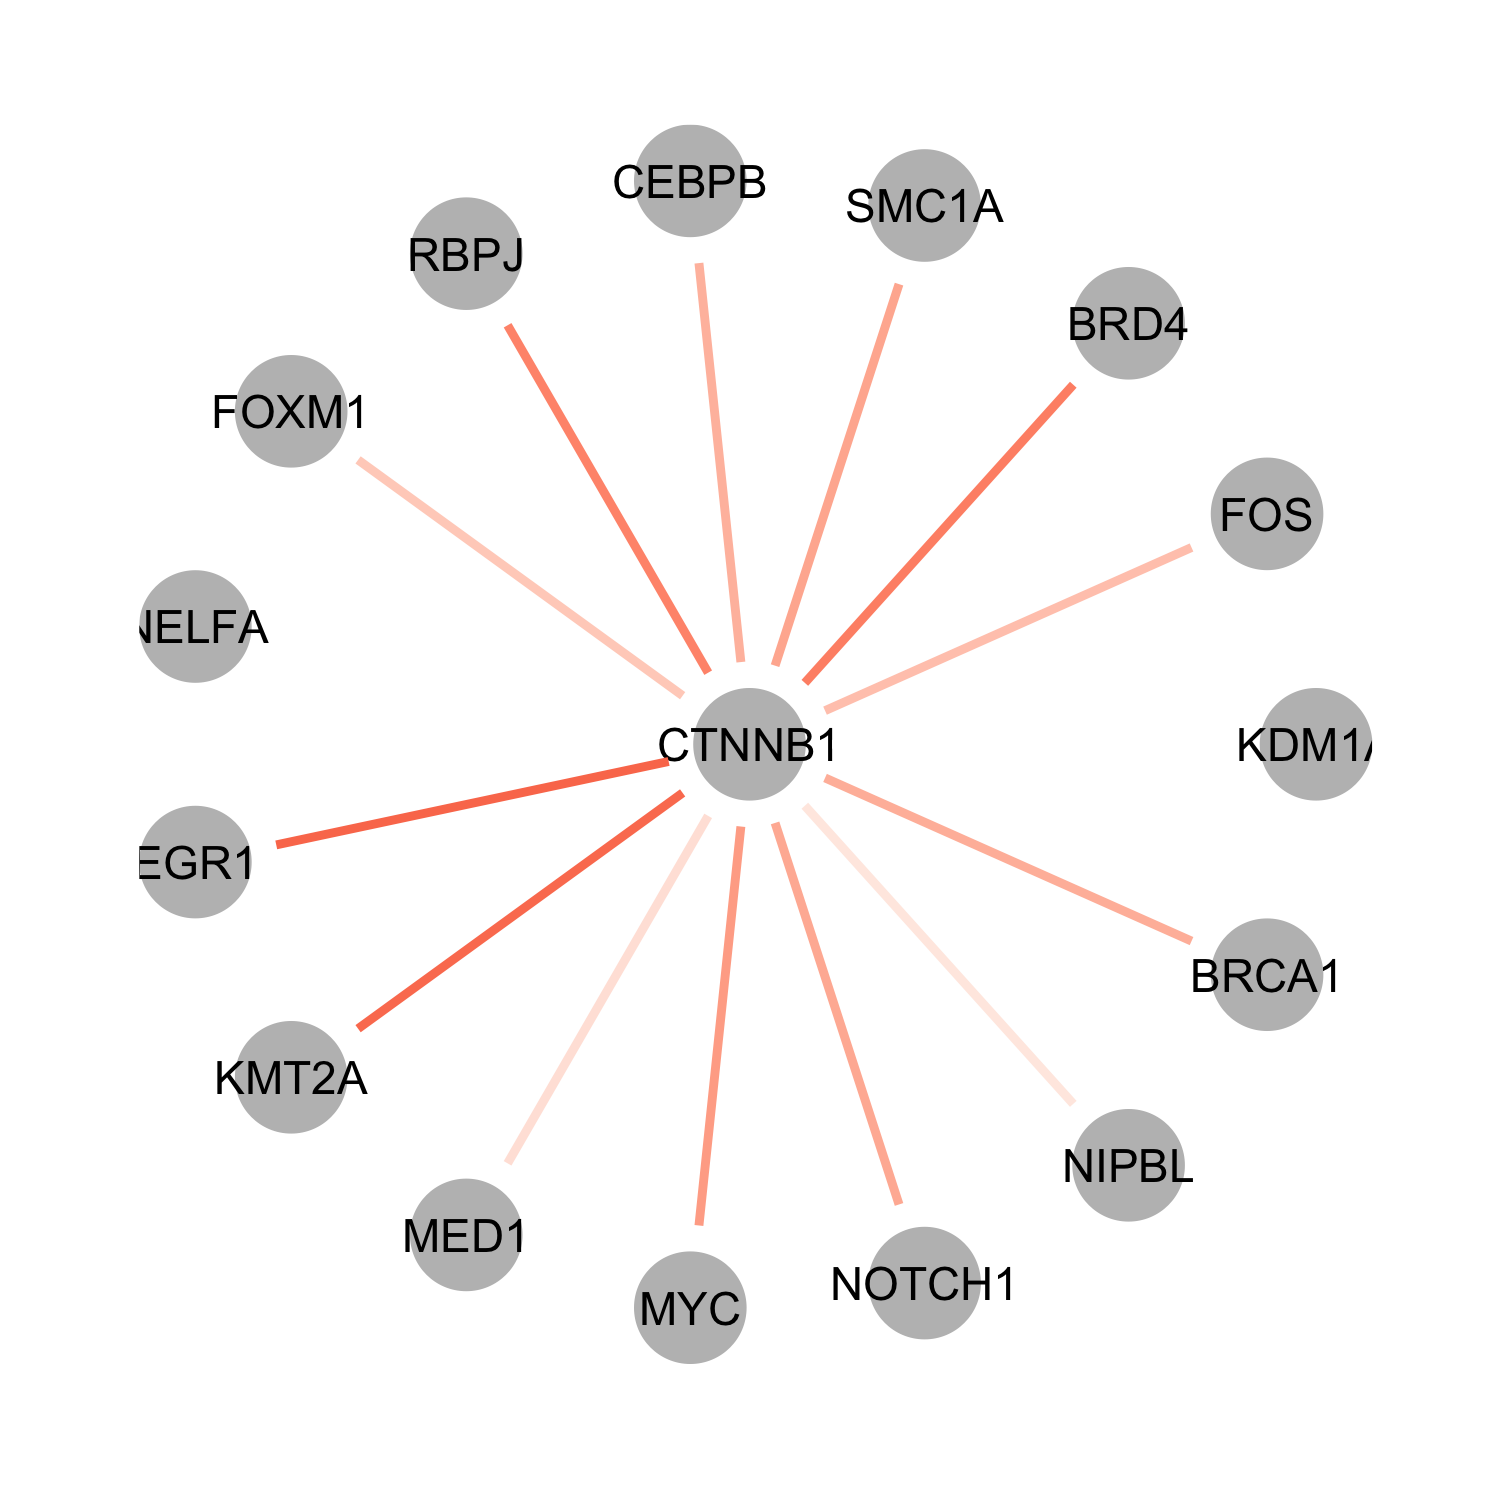 CEBPB
SMC1A
RBPJ
BRD4
FOXM1
FOS
NELFA
CTNNB1
KDM1A
EGR1
BRCA1
KMT2A
NIPBL
MED1
NOTCH1
MYC